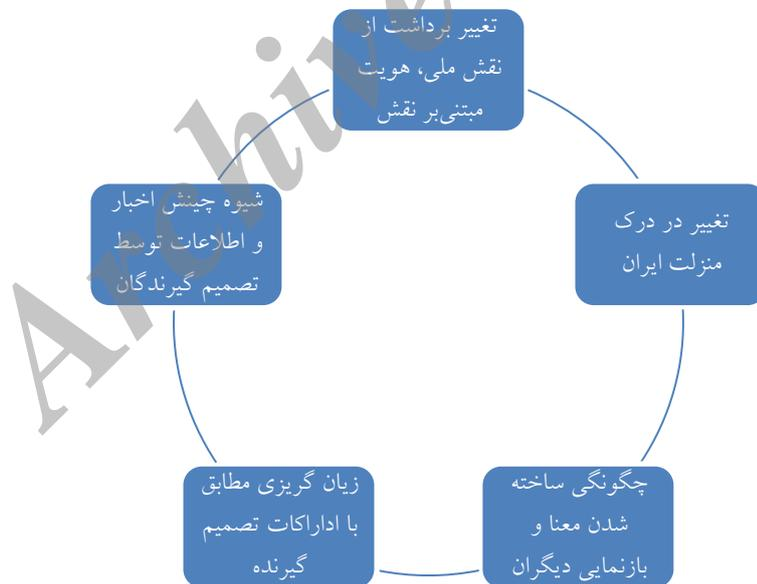 تغییر برداشت از
نقش ملی، هویت
مبتنی‌بر نقش
تغییر در درک
منزلت ایران
چگونگی ساخته
شدن معنا و
بازنمایی دیگران
زیان گریزی مطابق
با اداراکات تصمیم
گیرنده
شیوه چینش اخبار
و اطلاعات توسط
تصمیم گیرندگان
Archive